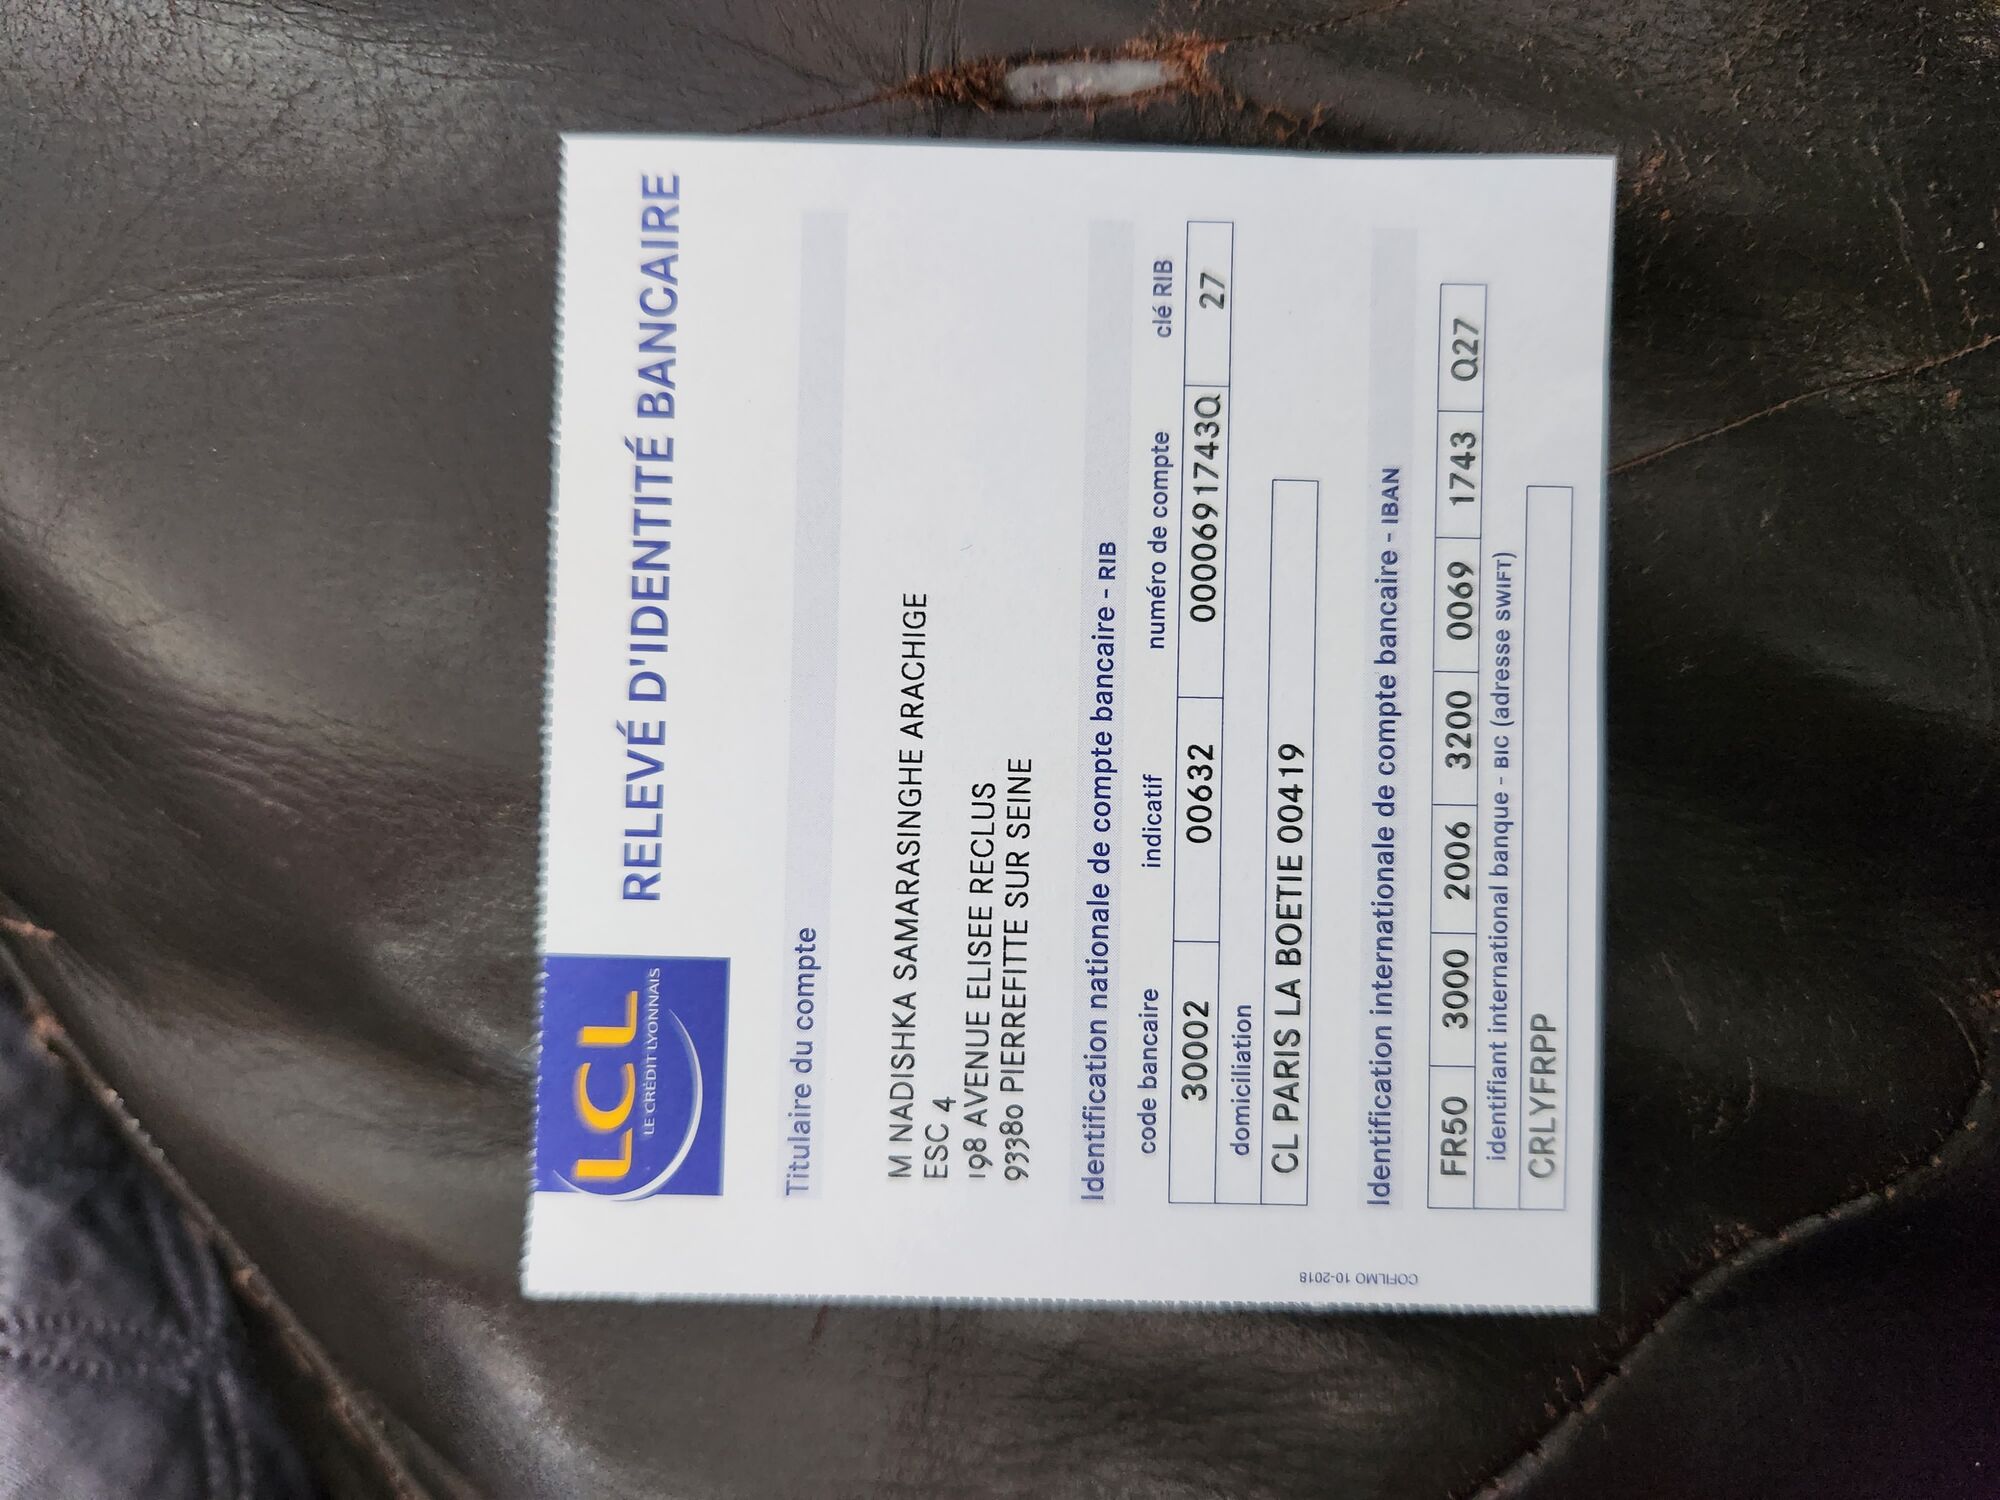 LCL
LE CRÉDIT LYONNAIS
RELEVÉ D'IDENTITÉ BANCAIRE
Titulaire du compte
M NADISHKA SAMARASINGHE ARACHIGE
ESC 4
198 AVENUE ELISEE RECLUS
93380 PIERREFITTE SUR SEINE
Identification nationale de compte bancaire - RIB
code bancaire indicatif numéro de compte clé RIB
30002 00632 0000691743Q 27
domiciliation
CL PARIS LA BOETIE 00419
Identification internationale de compte bancaire - IBAN
FR50 3000 2006 3200 0069 1743 Q27
identifiant international banque - BIC (adresse SWIFT)
CRLYFRPP
COFILMO 10-2018